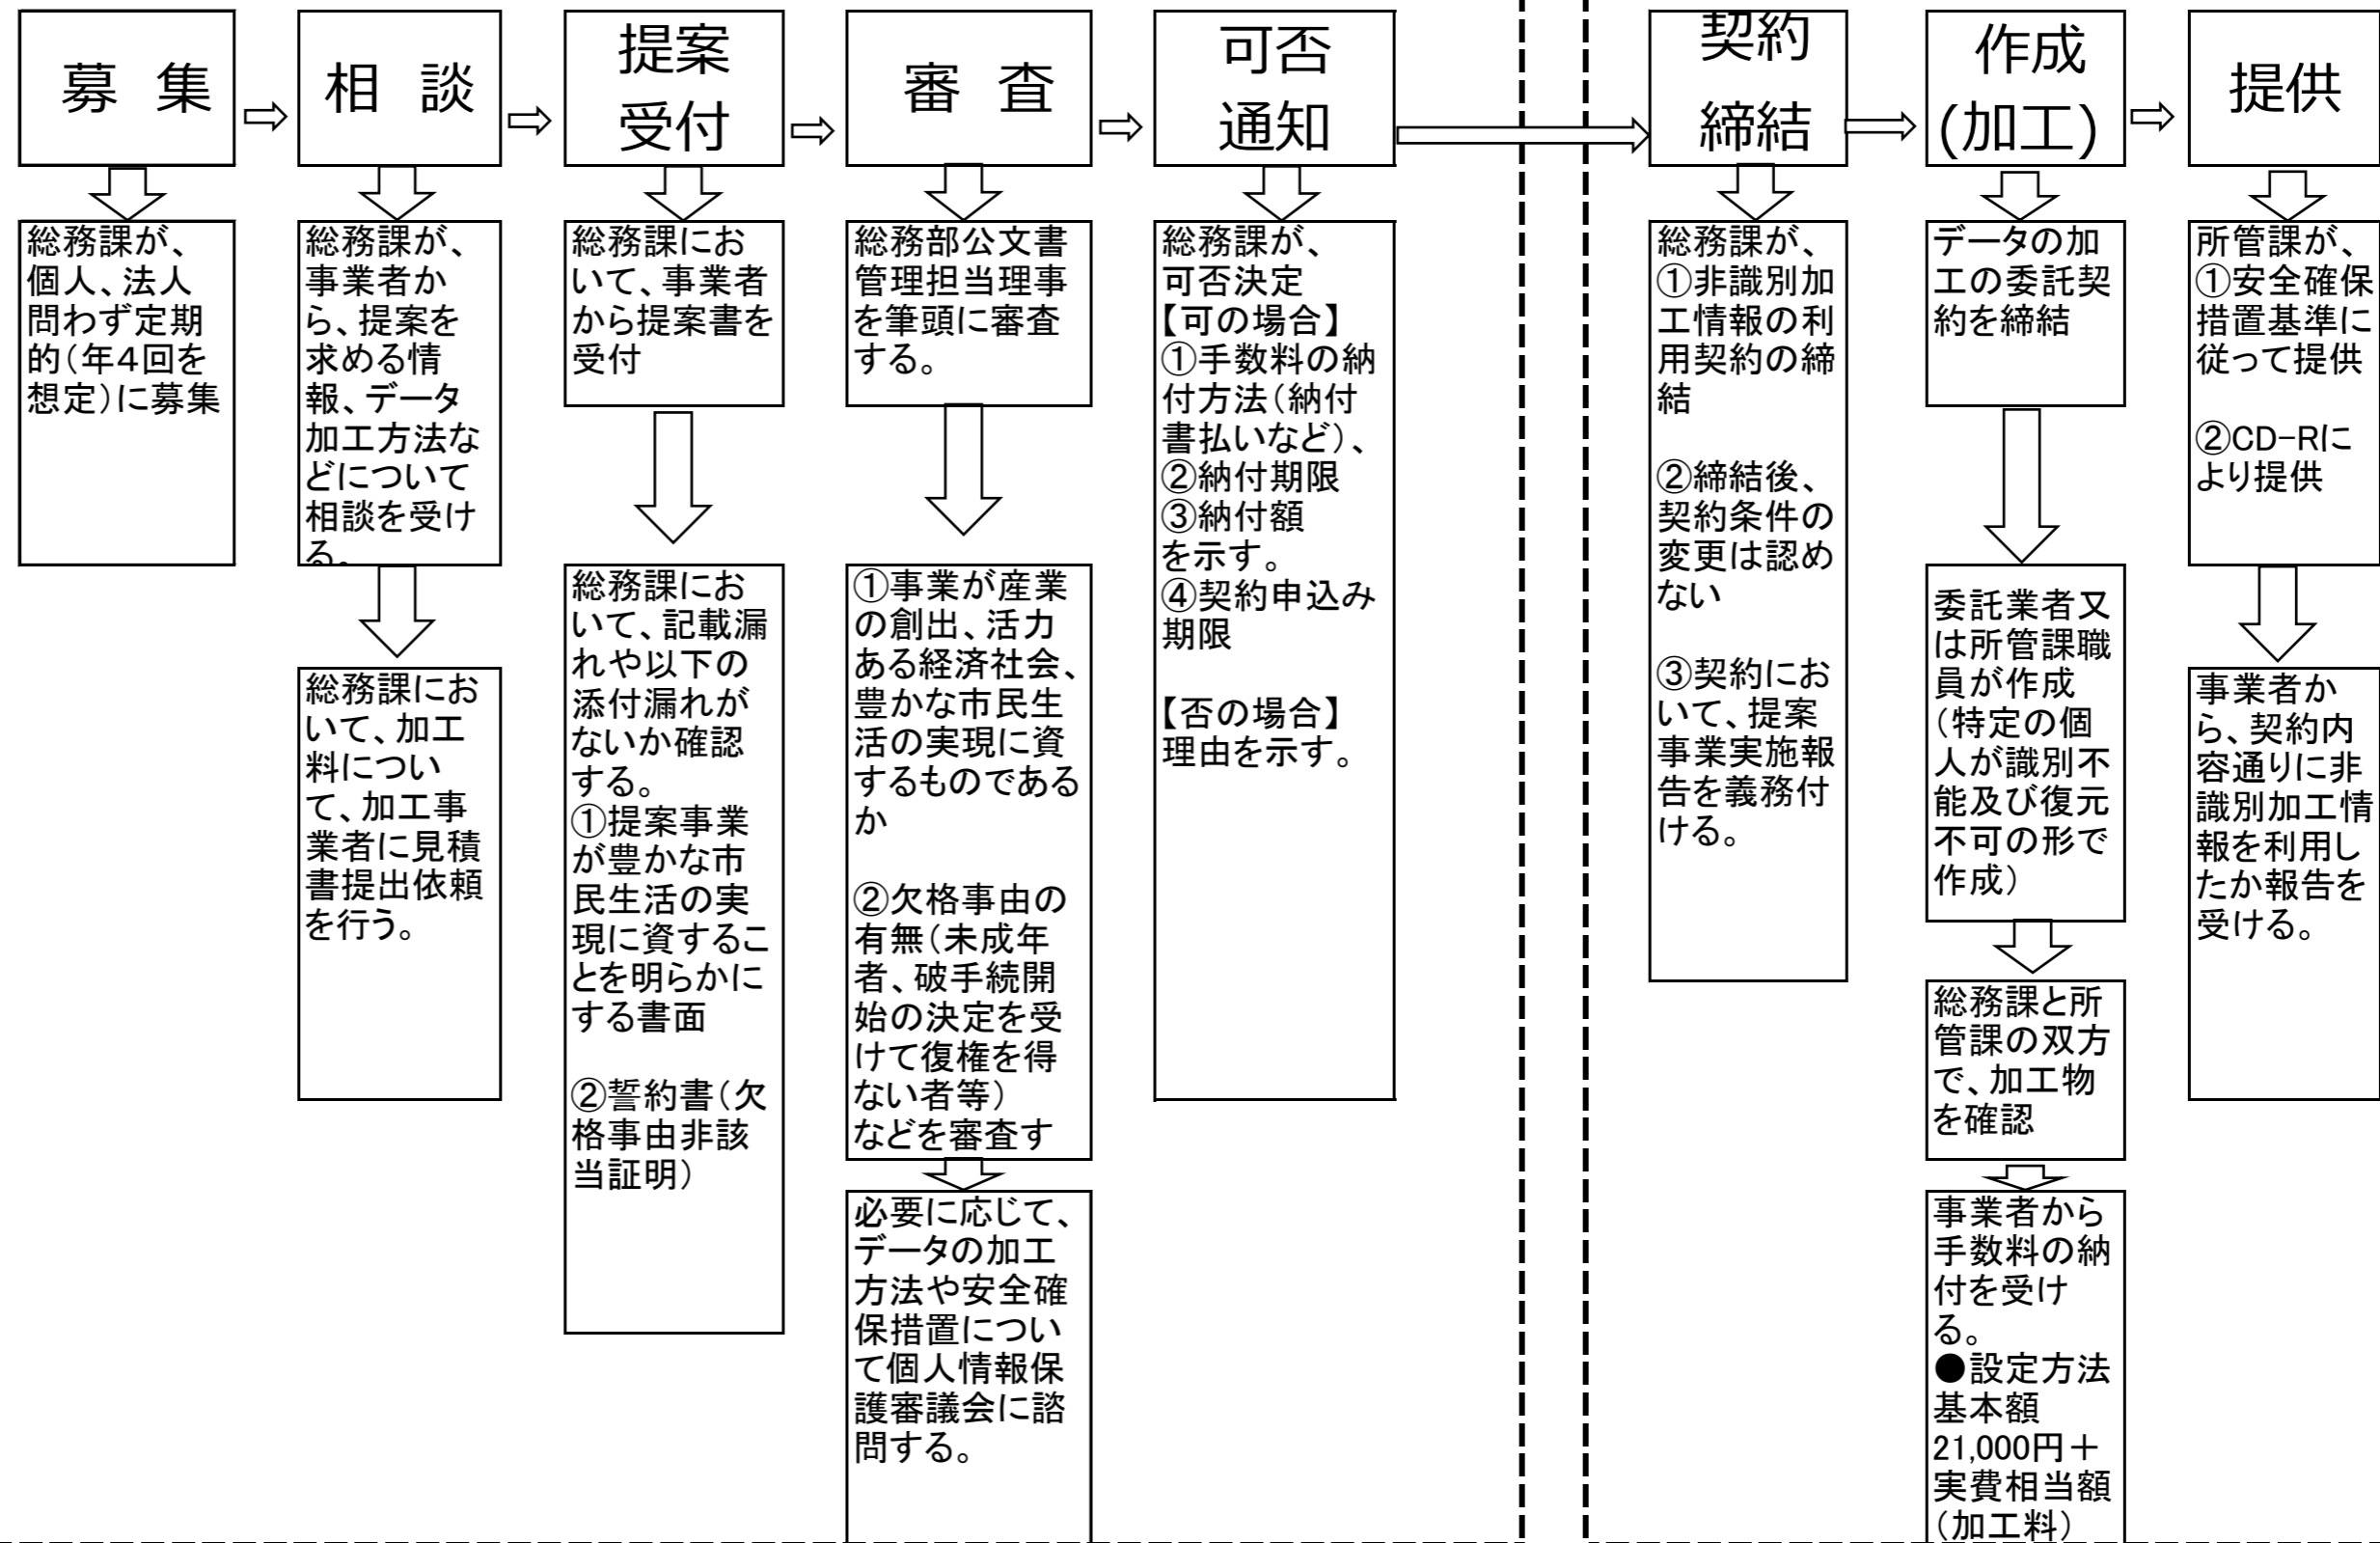 募　集
総務課が、
個人、法人
問わず定期
的（年４回を
想定）に募集
相　談
総務課が、
事業者か
ら、提案を
求める情
報、データ
加工方法な
どについて
相談を受け
る。
総務課にお
いて、加工
料につい
て、加工事
業者に見積
書提出依頼
を行う。
提案
受付
総務課にお
いて、事業者
から提案書を
受付
総務課にお
いて、記載漏
れや以下の
添付漏れが
ないか確認
する。
①提案事業
が豊かな市
民生活の実
現に資するこ
とを明らかに
する書面
②誓約書（欠
格事由非該
当証明）
審　査
総務部公文書
管理担当理事
を筆頭に審査
する。
①事業が産業
の創出、活力
ある経済社会、
豊かな市民生
活の実現に資
するものである
か
②欠格事由の
有無（未成年
者、破手続開
始の決定を受
けて復権を得
ない者等）
などを審査す
必要に応じて、
データの加工
方法や安全確
保措置につい
て個人情報保
護審議会に諮
問する。
可否
通知
総務課が、
可否決定
【可の場合】
①手数料の納
付方法（納付
書払いなど）、
②納付期限
③納付額
を示す。
④契約申込み
期限
【否の場合】
理由を示す。
契約
締結
総務課が、
①非識別加
工情報の利
用契約の締
結
②締結後、
契約条件の
変更は認め
ない
③契約にお
いて、提案
事業実施報
告を義務付
ける。
作成
(加工)
データの加
工の委託契
約を締結
委託業者又
は所管課職
員が作成
（特定の個
人が識別不
能及び復元
不可の形で
作成）
総務課と所
管課の双方
で、加工物
を確認
事業者から
手数料の納
付を受け
る。
●設定方法
基本額
21,000円＋
実費相当額
（加工料）
提供
所管課が、
①安全確保
措置基準に
従って提供
②CD-Rに
より提供
事業者か
ら、契約内
容通りに非
識別加工情
報を利用し
たか報告を
受ける。